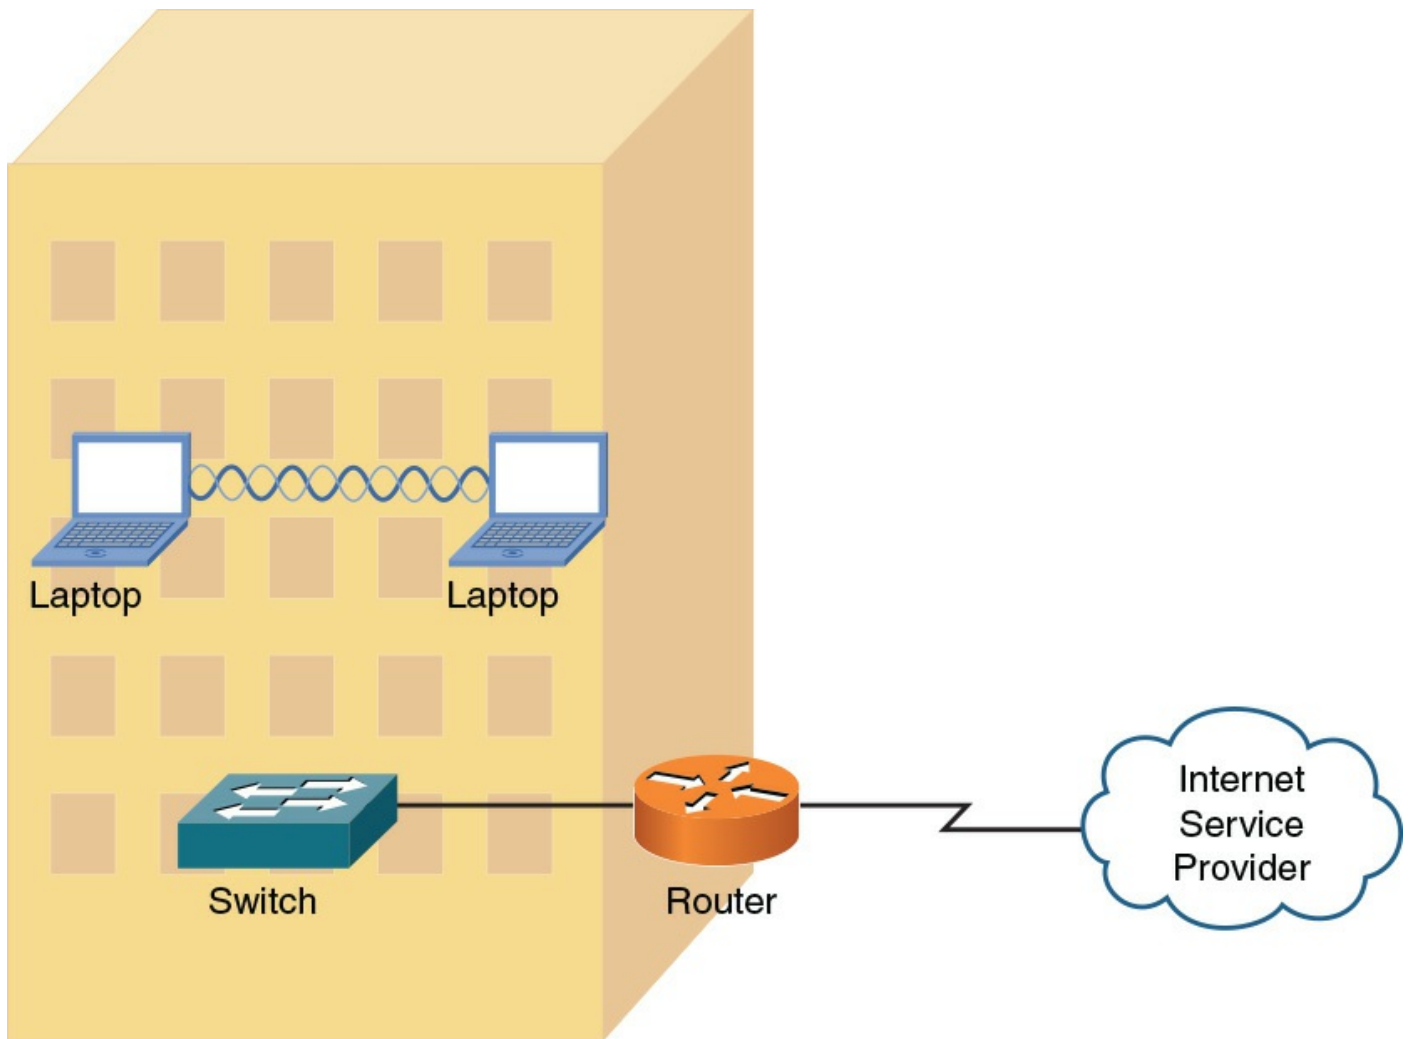 Laptop
Laptop
Switch
Router
Internet
Service
Provider